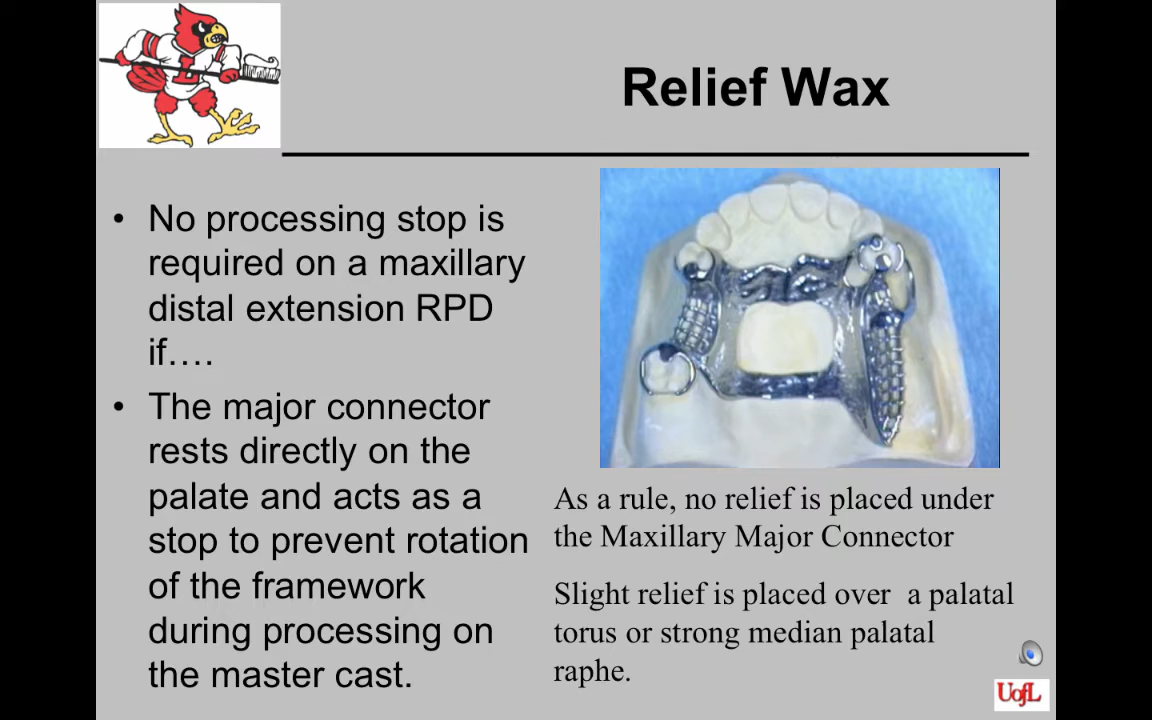 Relief Wax
• No processing stop is
required on a maxillary
distal extension RPD
if….
• The major connector
rests directly on the
palate and acts as a
stop to prevent rotation
of the framework
during processing on
the master cast.
As a rule, no relief is placed under
the Maxillary Major Connector
Slight relief is placed over a palatal
torus or strong median palatal
raphe.
L
UofL